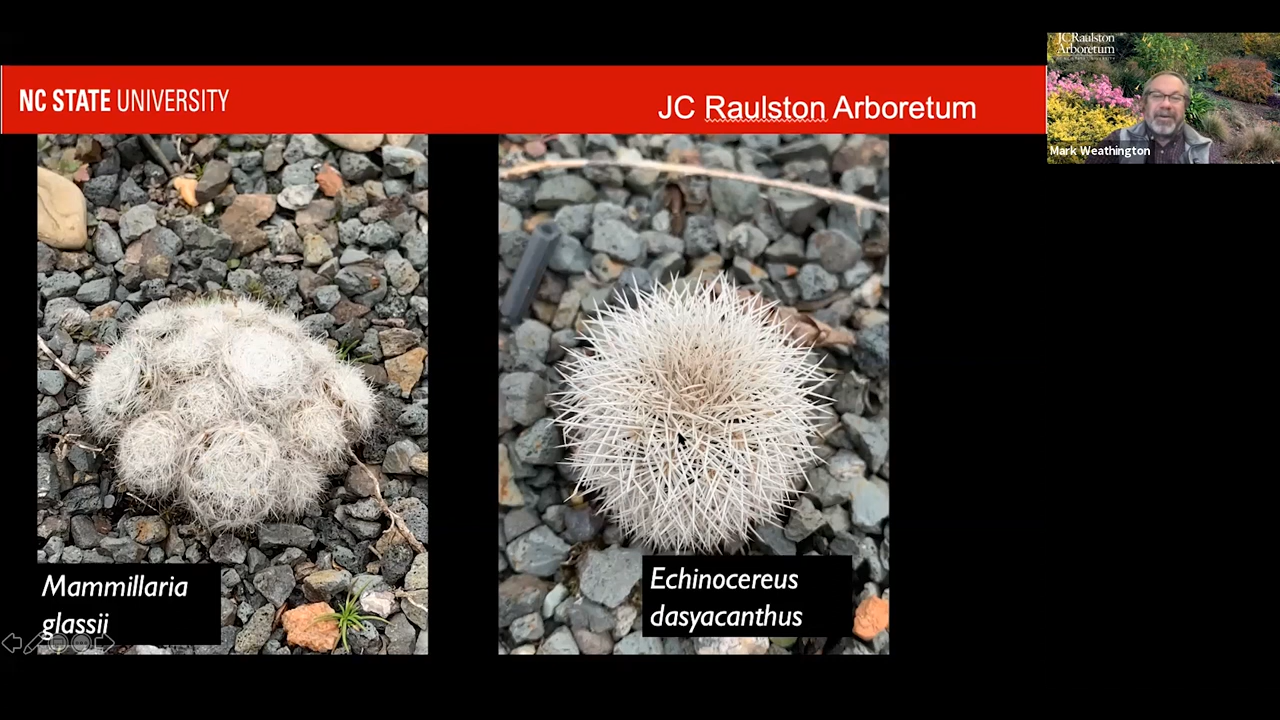 NC STATE UNIVERSITY
JC Raulston Arboretum
JC Raulston
Arboretum
Mark Weathington
Mammillaria
glassii
Echinocereus
dasyacanthus